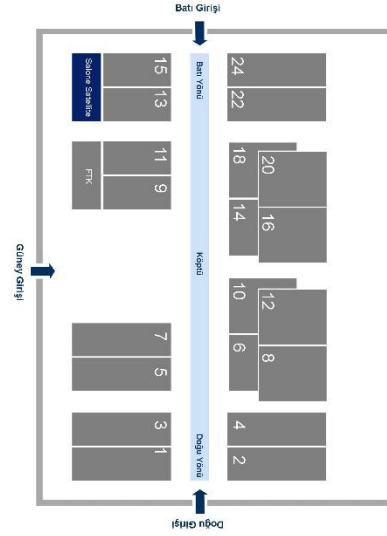 Batı Girişi
Salone Satellite
15
13
Batı Yönü
24
22
FTK
11
9
18
20
14
16
Güney Girişi
Köptü
10
12
6
8
7
5
3
1
Doğu Yönü
4
2
Doğu Girişi